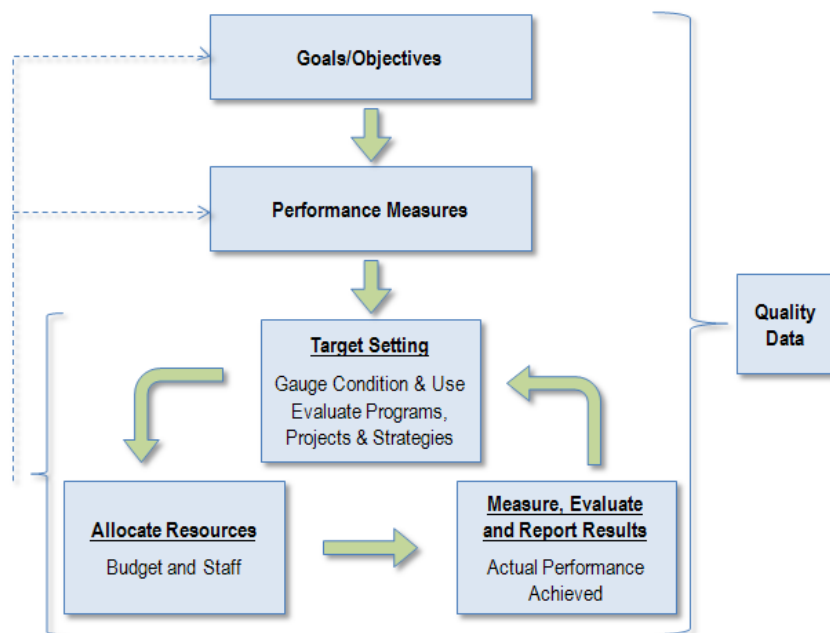 Goals/Objectives
Performance Measures
Target Setting
Gauge Condition & Use
Evaluate Programs,
Projects & Strategies
Quality
Data
Allocate Resources
Budget and Staff
Measure, Evaluate
and Report Results
Actual Performance
Achieved